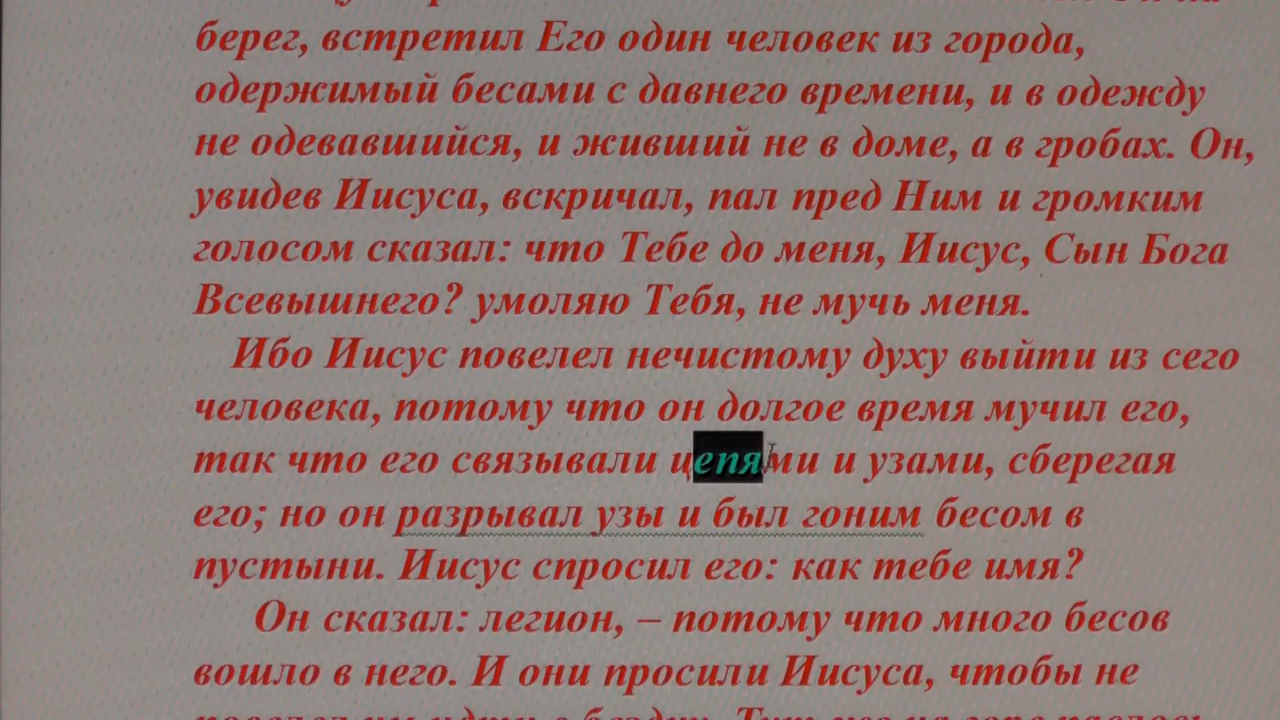 берег, встретил Его один человек из города,
одержимый бесами с давнего времени, и в одежду
не одевавшийся, и живший не в доме, а в гробах. Он,
увидев Иисуса, вскричал, пал пред Ним и громким
голосом сказал: что Тебе до меня, Иисус, Сын Бога
Всевышнего? умоляю Тебя, не мучь меня.
Ибо Иисус повелел нечистому духу выйти из сего
человека, потому что он долгое время мучил его,
так что его связывали цепями и узами, сберегая
его; но он разрывал узы и был гоним бесом в
пустыни. Иисус спросил его: как тебе имя?
Он сказал: легион, – потому что много бесов
вошло в него. И они просили Иисуса, чтобы не